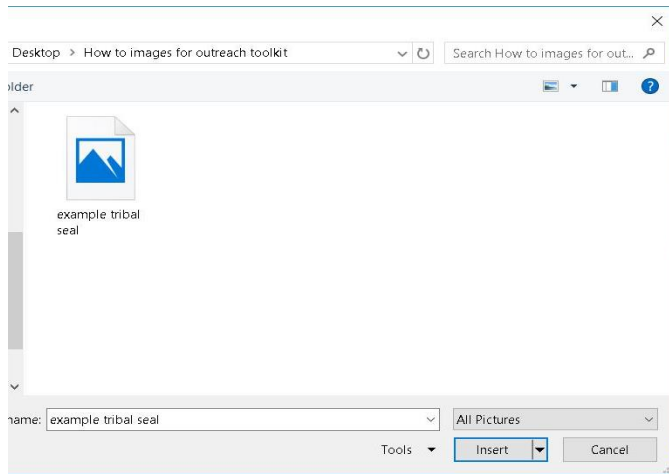 Desktop > How to images for outreach toolkit
Search How to images for out...
older
?
example tribal
seal
name: example tribal seal
All Pictures
Tools
Insert
Cancel